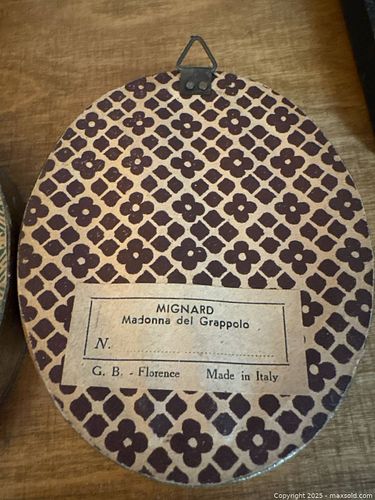 MIGNARD
Madonna del Grappolo
N.
G. B. - Florence Made in Italy
Copyright 2025 - maxsold.com